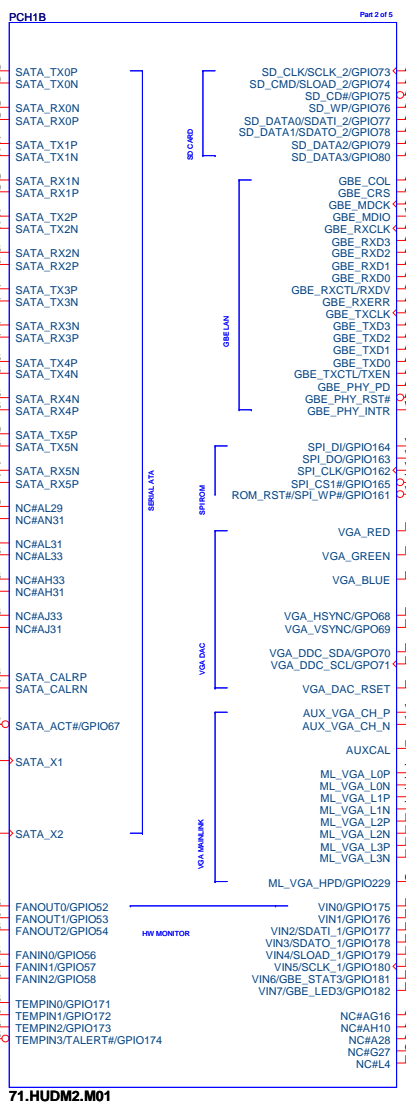 PCH1B
Part 2 of 5
SATA_TX0P
SATA_TX0N
SATA_RX0N
SATA_RX0P
SATA_TX1P
SATA_TX1N
SATA_RX1N
SATA_RX1P
SATA_TX2P
SATA_TX2N
SATA_RX2N
SATA_RX2P
SATA_TX3P
SATA_TX3N
SATA_RX3N
SATA_RX3P
SATA_TX4P
SATA_TX4N
SATA_RX4N
SATA_RX4P
SATA_TX5P
SATA_TX5N
SATA_RX5N
SATA_RX5P
NC#AL29
NC#AN31
NC#AL31
NC#AL33
NC#AH33
NC#AH31
NC#AJ33
NC#AJ31
SATA_CALRP
SATA_CALRN
SATA_ACT#/GPIO67
SATA_X1
SATA_X2
FANOUT0/GPIO52
FANOUT1/GPIO53
FANOUT2/GPIO54
FANIN0/GPIO56
FANIN1/GPIO57
FANIN2/GPIO58
TEMPIN0/GPIO171
TEMPIN1/GPIO172
TEMPIN2/GPIO173
TEMPIN3/TALERT#/GPIO174
SERIAL ATA
HW MONITOR
SD CARD
GBE LAN
SPI ROM
VGA DAC
VGA MAINLINK
SD_CLK/SCLK_2/GPIO73
SD_CMD/SLOAD_2/GPIO74
SD_CD#/GPIO75
SD_WP/GPIO76
SD_DATA0/SDATI_2/GPIO77
SD_DATA1/SDATO_2/GPIO78
SD_DATA2/GPIO79
SD_DATA3/GPIO80
GBE_COL
GBE_CRS
GBE_MDCK
GBE_MDIO
GBE_RXCLK
GBE_RXD3
GBE_RXD2
GBE_RXD1
GBE_RXD0
GBE_RXCTL/RXDV
GBE_RXERR
GBE_TXCLK
GBE_TXD3
GBE_TXD2
GBE_TXD1
GBE_TXD0
GBE_TXCTL/TXEN
GBE_PHY_PD
GBE_PHY_RST#
GBE_PHY_INTR
SPI_DI/GPIO164
SPI_DO/GPIO163
SPI_CLK/GPIO162
SPI_CS1#/GPIO165
ROM_RST#/SPI_WP#/GPIO161
VGA_RED
VGA_GREEN
VGA_BLUE
VGA_HSYNC/GPO68
VGA_VSYNC/GPO69
VGA_DDC_SDA/GPO70
VGA_DDC_SCL/GPO71
VGA_DAC_RSET
AUX_VGA_CH_P
AUX_VGA_CH_N
AUXCAL
ML_VGA_L0P
ML_VGA_L0N
ML_VGA_L1P
ML_VGA_L1N
ML_VGA_L2P
ML_VGA_L2N
ML_VGA_L3P
ML_VGA_L3N
ML_VGA_HPD/GPIO229
VIN0/GPIO175
VIN1/GPIO176
VIN2/SDATI_1/GPIO177
VIN3/SDATO_1/GPIO178
VIN4/SLOAD_1/GPIO179
VIN5/SCLK_1/GPIO180
VIN6/GBE_STAT3/GPIO181
VIN7/GBE_LED3/GPIO182
NC#AG16
NC#AH10
NC#A28
NC#G27
NC#L4
71.HUDM2.M01